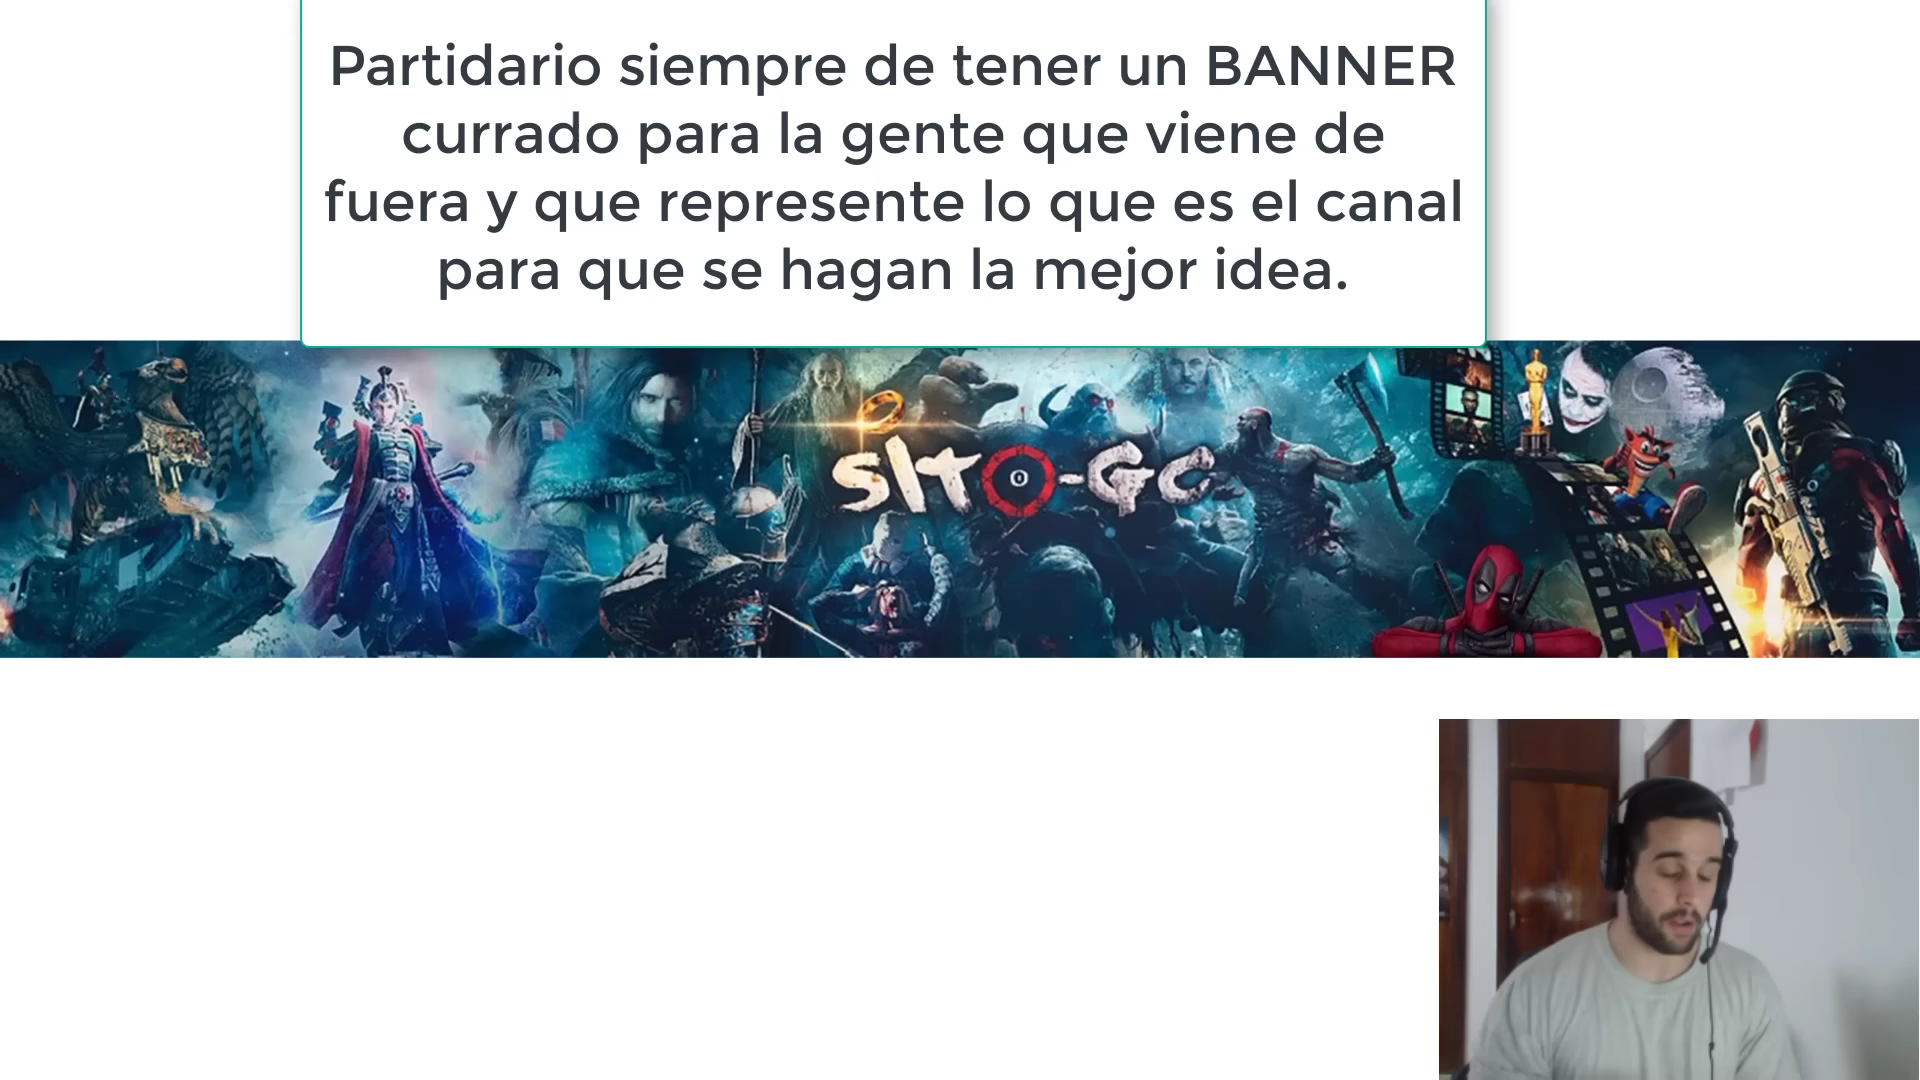 Partidario siempre de tener un BANNER
currado para la gente que viene de
fuera y que represente lo que es el canal
para que se hagan la mejor idea.
SITO-GC